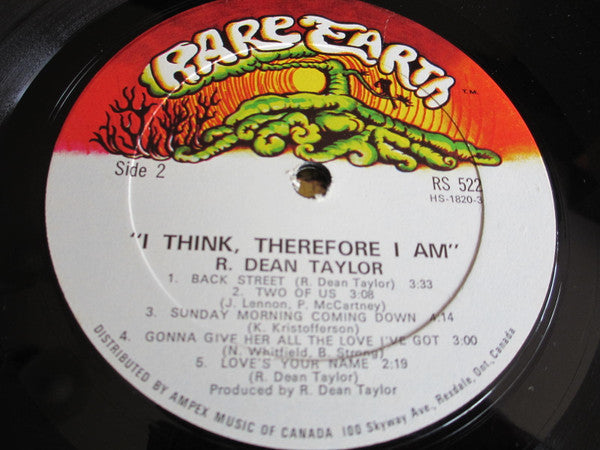 RARE EARTH
T.M.
Side 2
RS 522
HS-1820-3
"I THINK, THEREFORE I AM"
R. DEAN TAYLOR
1. BACK STREET (R. Dean Taylor) 3:33
2. TWO OF US 3:08
(J. Lennon, P. McCartney)
3. SUNDAY MORNING COMING DOWN 4:14
(K. Kristofferson)
4. GONNA GIVE HER ALL THE LOVE I'VE GOT 3:00
(N. Whitfield, B. Strong)
5. LOVE'S YOUR NAME 2:19
(R. Dean Taylor)
Produced by R. Dean Taylor
DISTRIBUTED BY AMPEX MUSIC OF CANADA 100 Skyway Ave., Rexdale, Ont., Canada